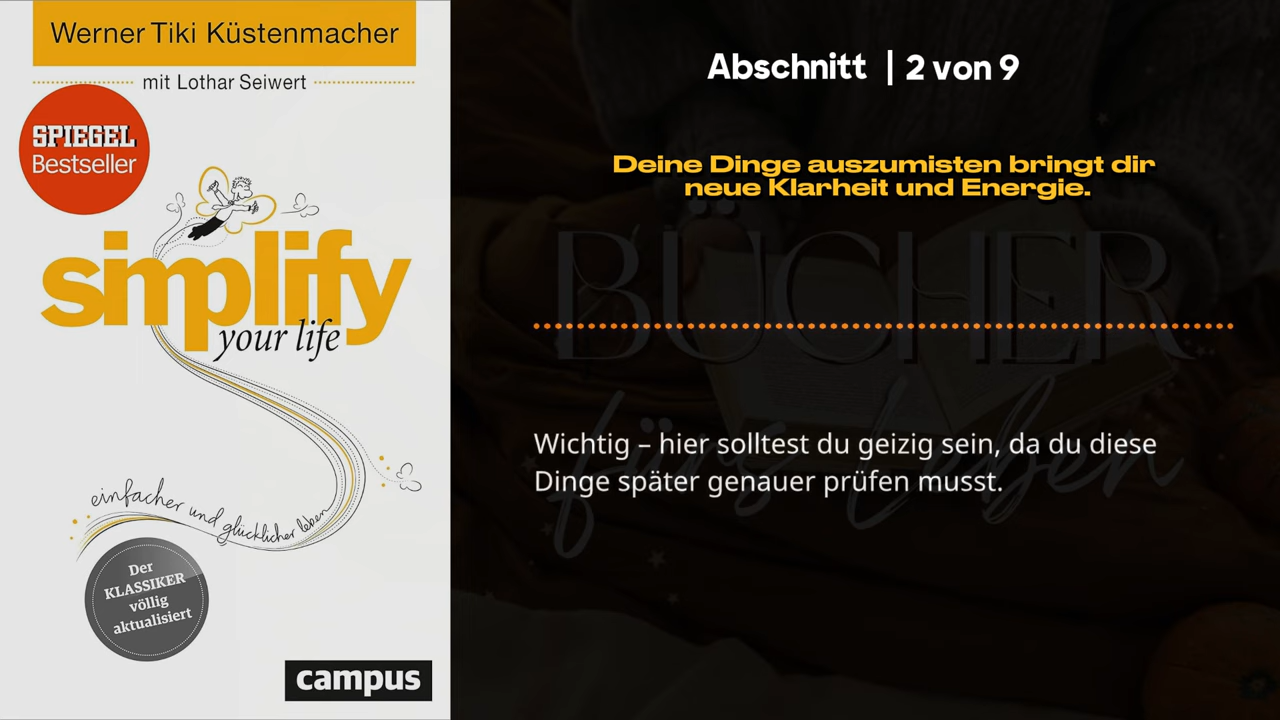 Werner Tiki Küstenmacher
mit Lothar Seiwert
SPIEGEL
Bestseller
simplify
your life
einfacher und glücklicher leben
Der
KLASSIKER
völlig
aktualisiert
campus
Abschnitt | 2 von 9
Deine Dinge auszumisten bringt dir
neue Klarheit und Energie.
BÜCHER
fürs Leben
Wichtig – hier solltest du geizig sein, da du diese
Dinge später genauer prüfen musst.